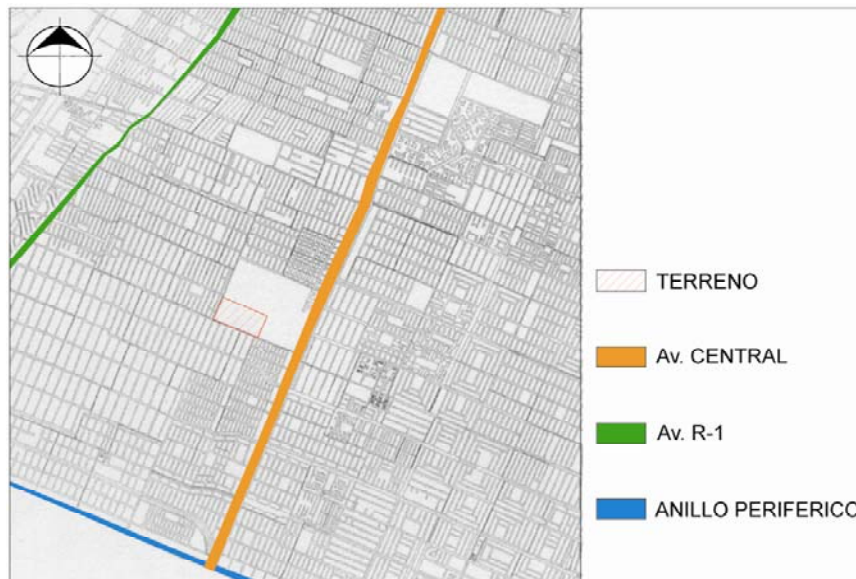 TERRENO
Av. CENTRAL
Av. R-1
ANILLO PERIFERICO